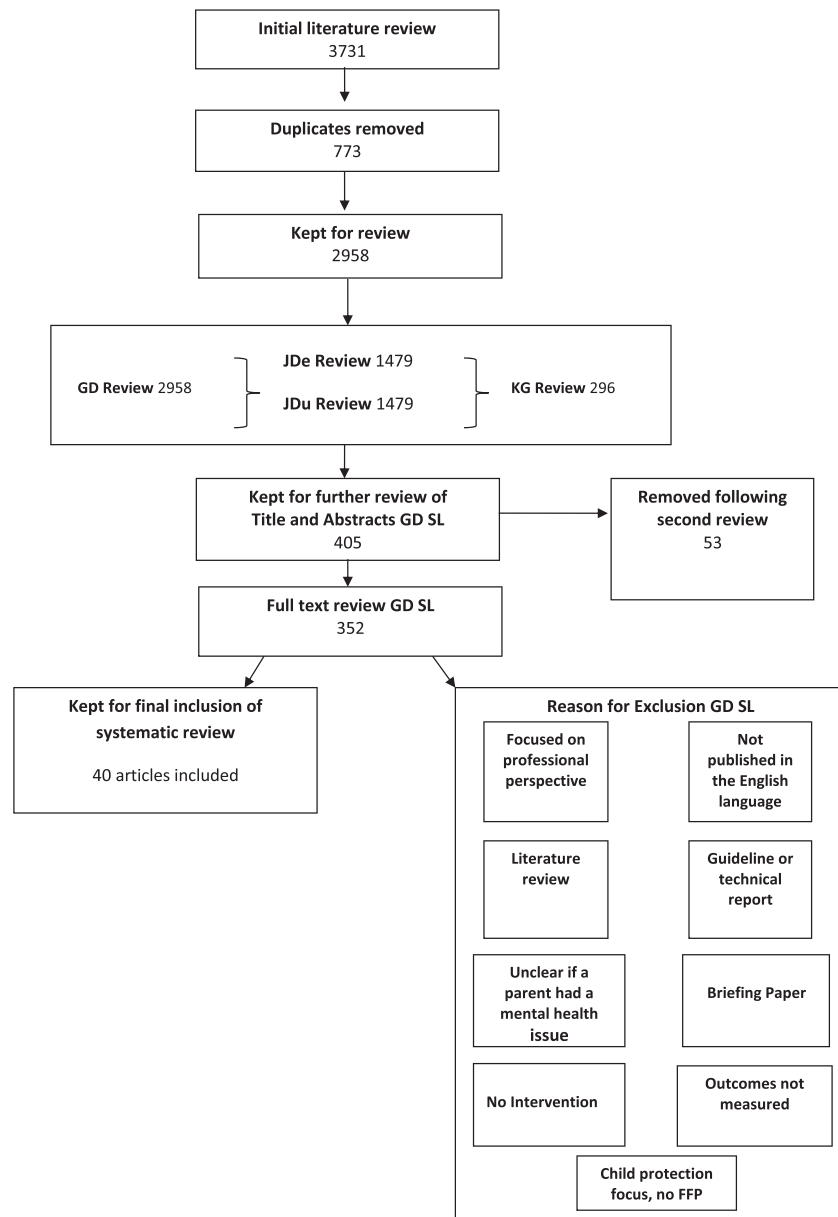 Initial literature review
3731
Duplicates removed
773
Kept for review
2958
GD Review 2958
JDe Review 1479
JDu Review 1479
KG Review 296
Kept for further review of
Title and Abstracts GD SL
405
Removed following
second review
53
Full text review GD SL
352
Kept for final inclusion of
systematic review
40 articles included
Reason for Exclusion GD SL
Focused on
professional
perspective
Not
published in
the English
language
Literature
review
Guideline or
technical
report
Unclear if a
parent had a
mental health
issue
Briefing Paper
No Intervention
Outcomes not
measured
Child protection
focus, no FFP